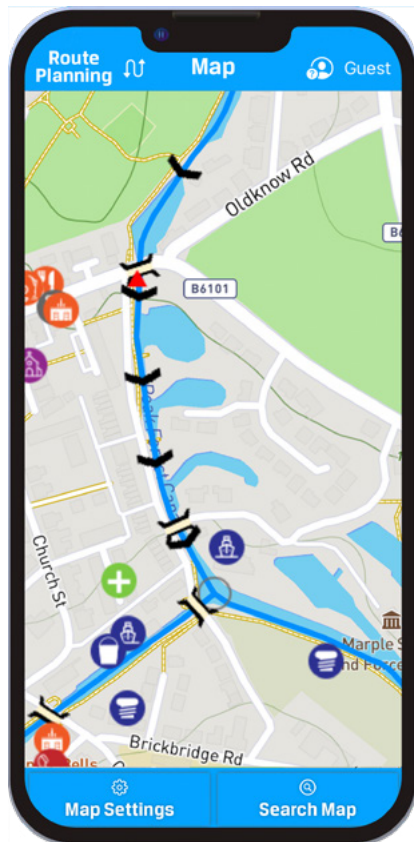 Route
Planning
Map
Guest
Oldknow Rd
B6101
Church St
Marple
Brickbridge Rd
Map Settings
Search Map